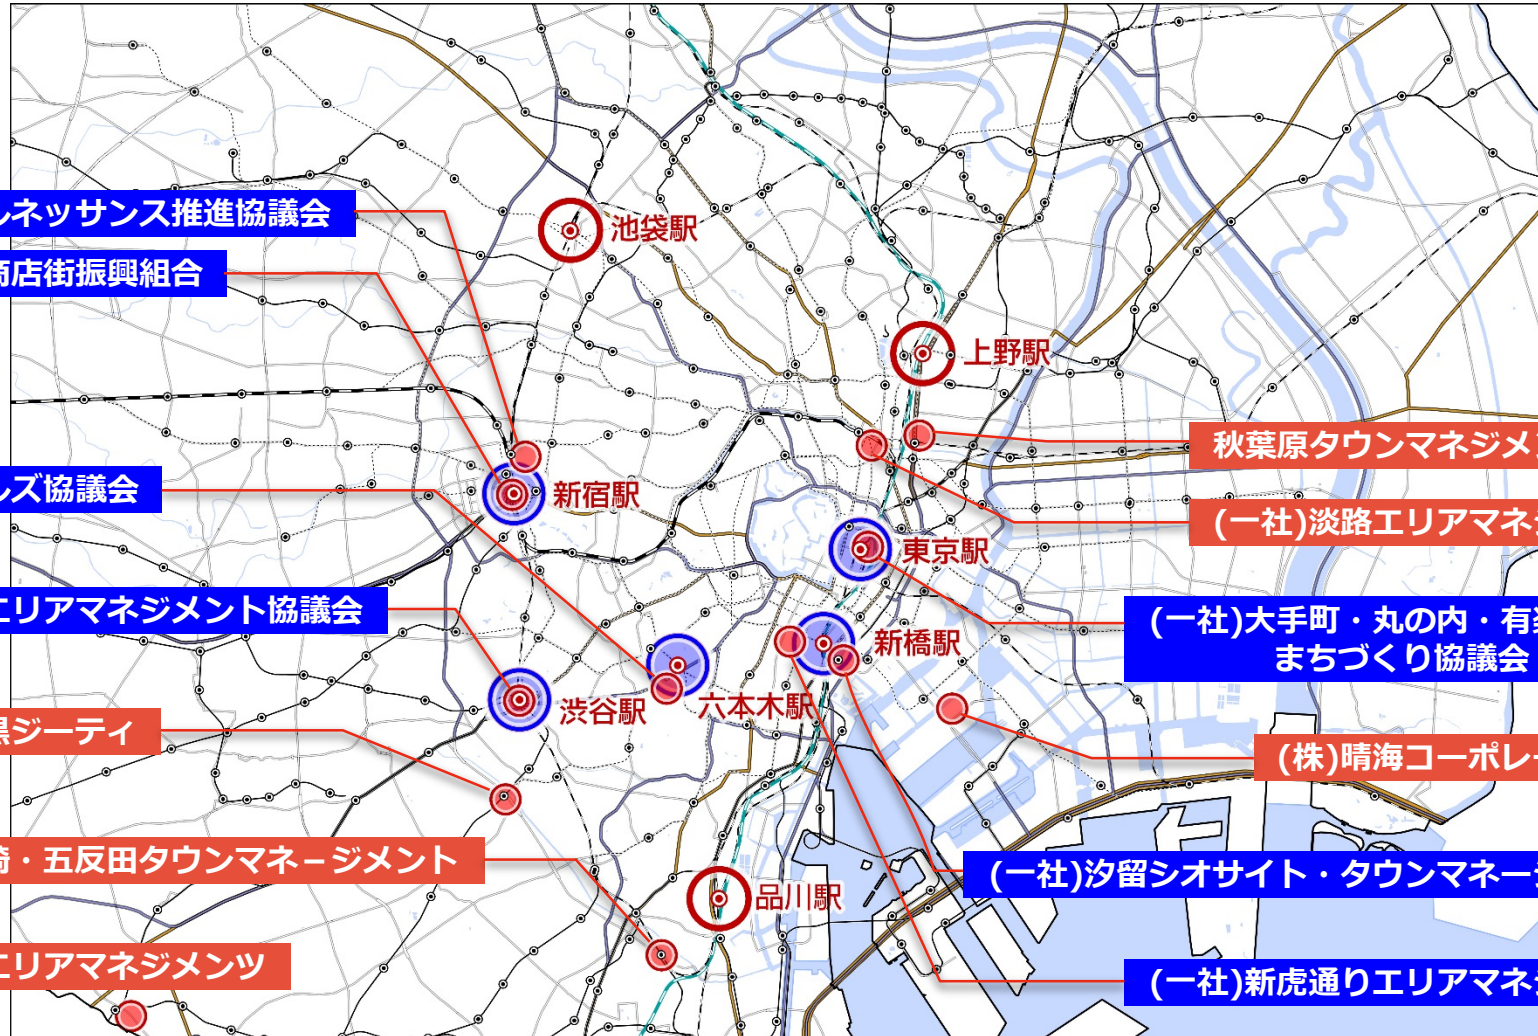 ルネッサンス推進協議会
商店街振興組合
池袋駅
上野駅
秋葉原タウンマネジメ
ルズ協議会
新宿駅
(一社)淡路エリアマネ
東京駅
エリアマネジメント協議会
(一社)大手町・丸の内・有
まちづくり協議会
新橋駅
渋谷駅
六本木駅
黒ジーティ
(株)晴海コーポレ
崎・五反田タウンマネージメント
(一社)汐留シオサイト・タウンマネー
品川駅
エリアマネジメンツ
(一社)新虎通りエリアマネ